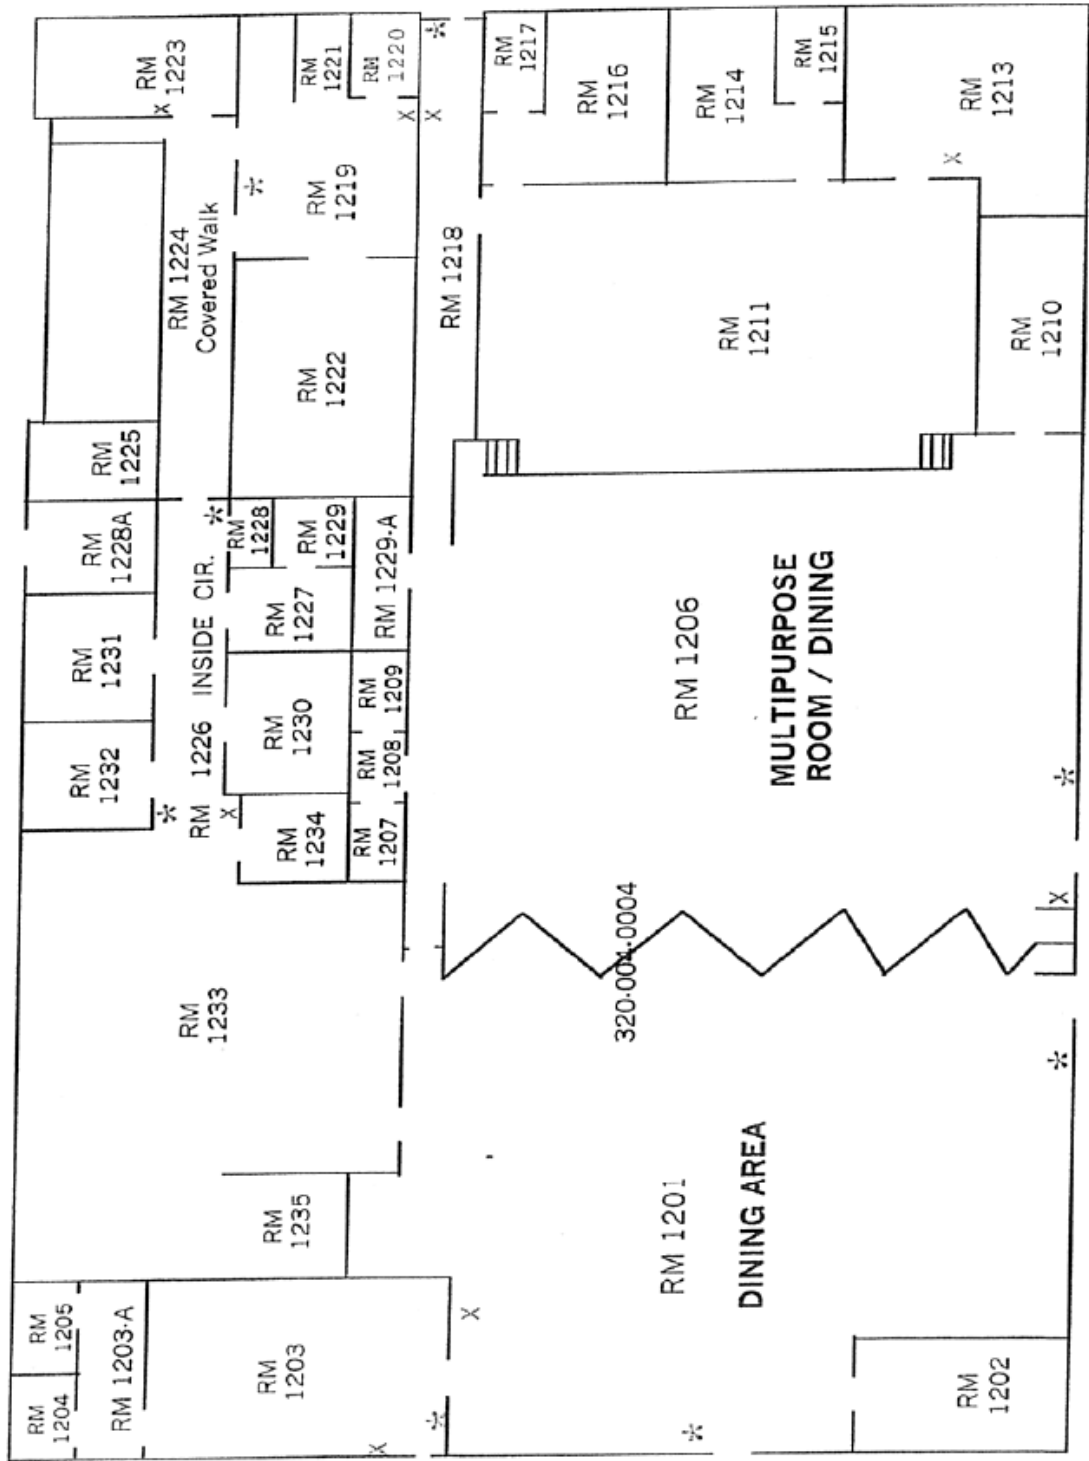 RM
1204
RM
1205
RM 1203-A
RM
1203
RM
1235
RM
1233
RM
1232
RM
1231
RM
1228A
RM
1225
RM 1226 INSIDE CIR.
RM 1224
Covered Walk
RM
1223
RM
1234
RM
1230
RM
1227
RM
1228
RM
1229
RM
1222
RM
1219
RM
1221
RM
1220
RM
1207
RM
1208
RM
1209
RM 1229-A
RM 1218
RM
1217
RM
1216
RM
1214
RM
1215
RM
1213
RM
1211
RM
1210
RM 1206
MULTIPURPOSE
ROOM / DINING
320-004-0004
RM 1201
DINING AREA
RM
1202
X
X
X
X
X
X
X
X